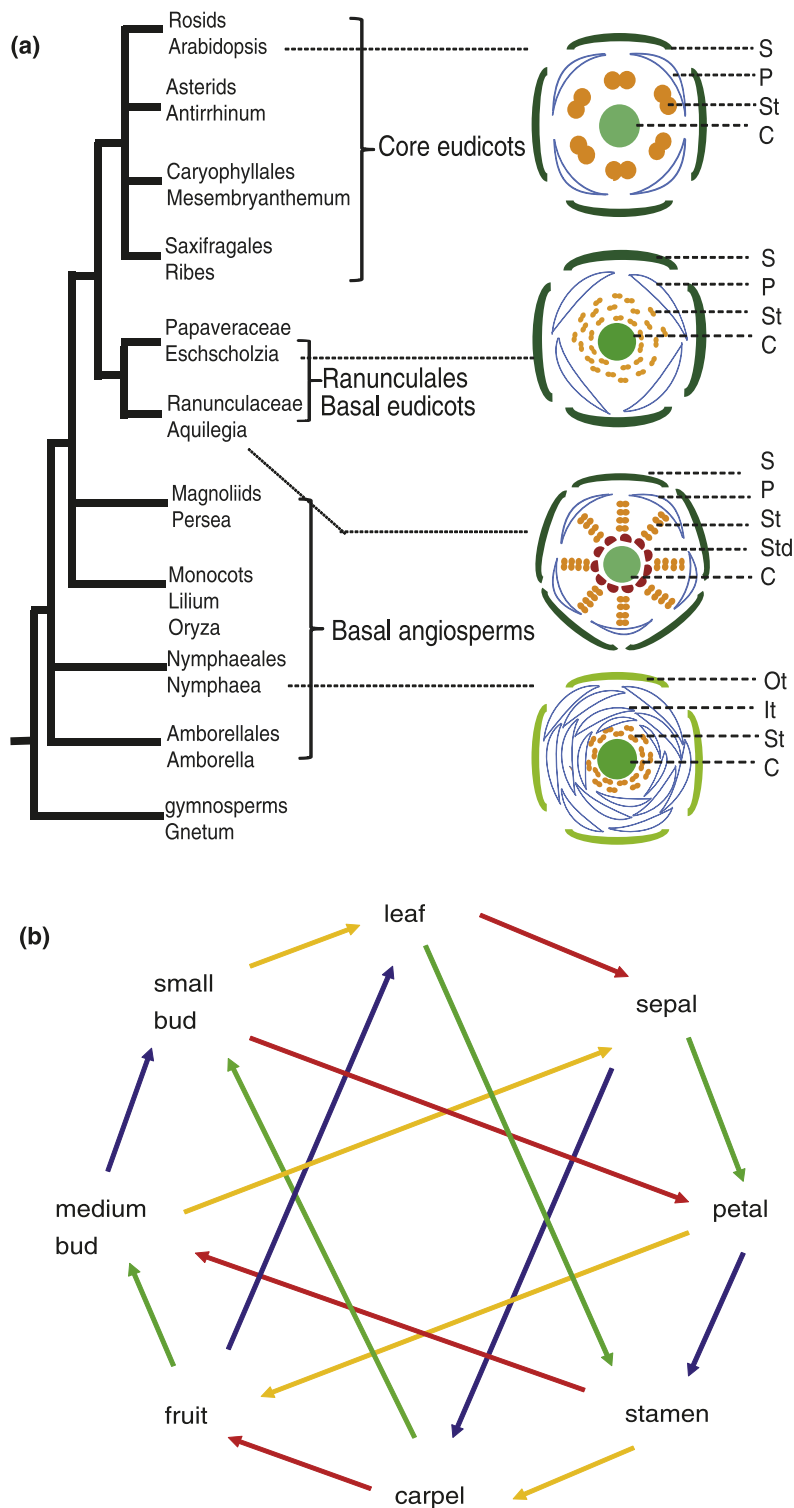 (a)
Rosids
Arabidopsis
Asterids
Antirrhinum
Caryophyllales
Mesembryanthemum
Saxifragales
Ribes
Core eudicots
Papaveraceae
Eschscholzia
Ranunculaceae
Aquilegia
Ranunculales
Basal eudicots
Magnoliids
Persea
Monocots
Lilium
Oryza
Nymphaeales
Nymphaea
Amborellales
Amborella
Basal angiosperms
gymnosperms
Gnetum
S
P
St
C
S
P
St
C
S
P
St
Std
C
Ot
It
St
C
(b)
leaf
sepal
petal
stamen
carpel
fruit
medium
bud
small
bud